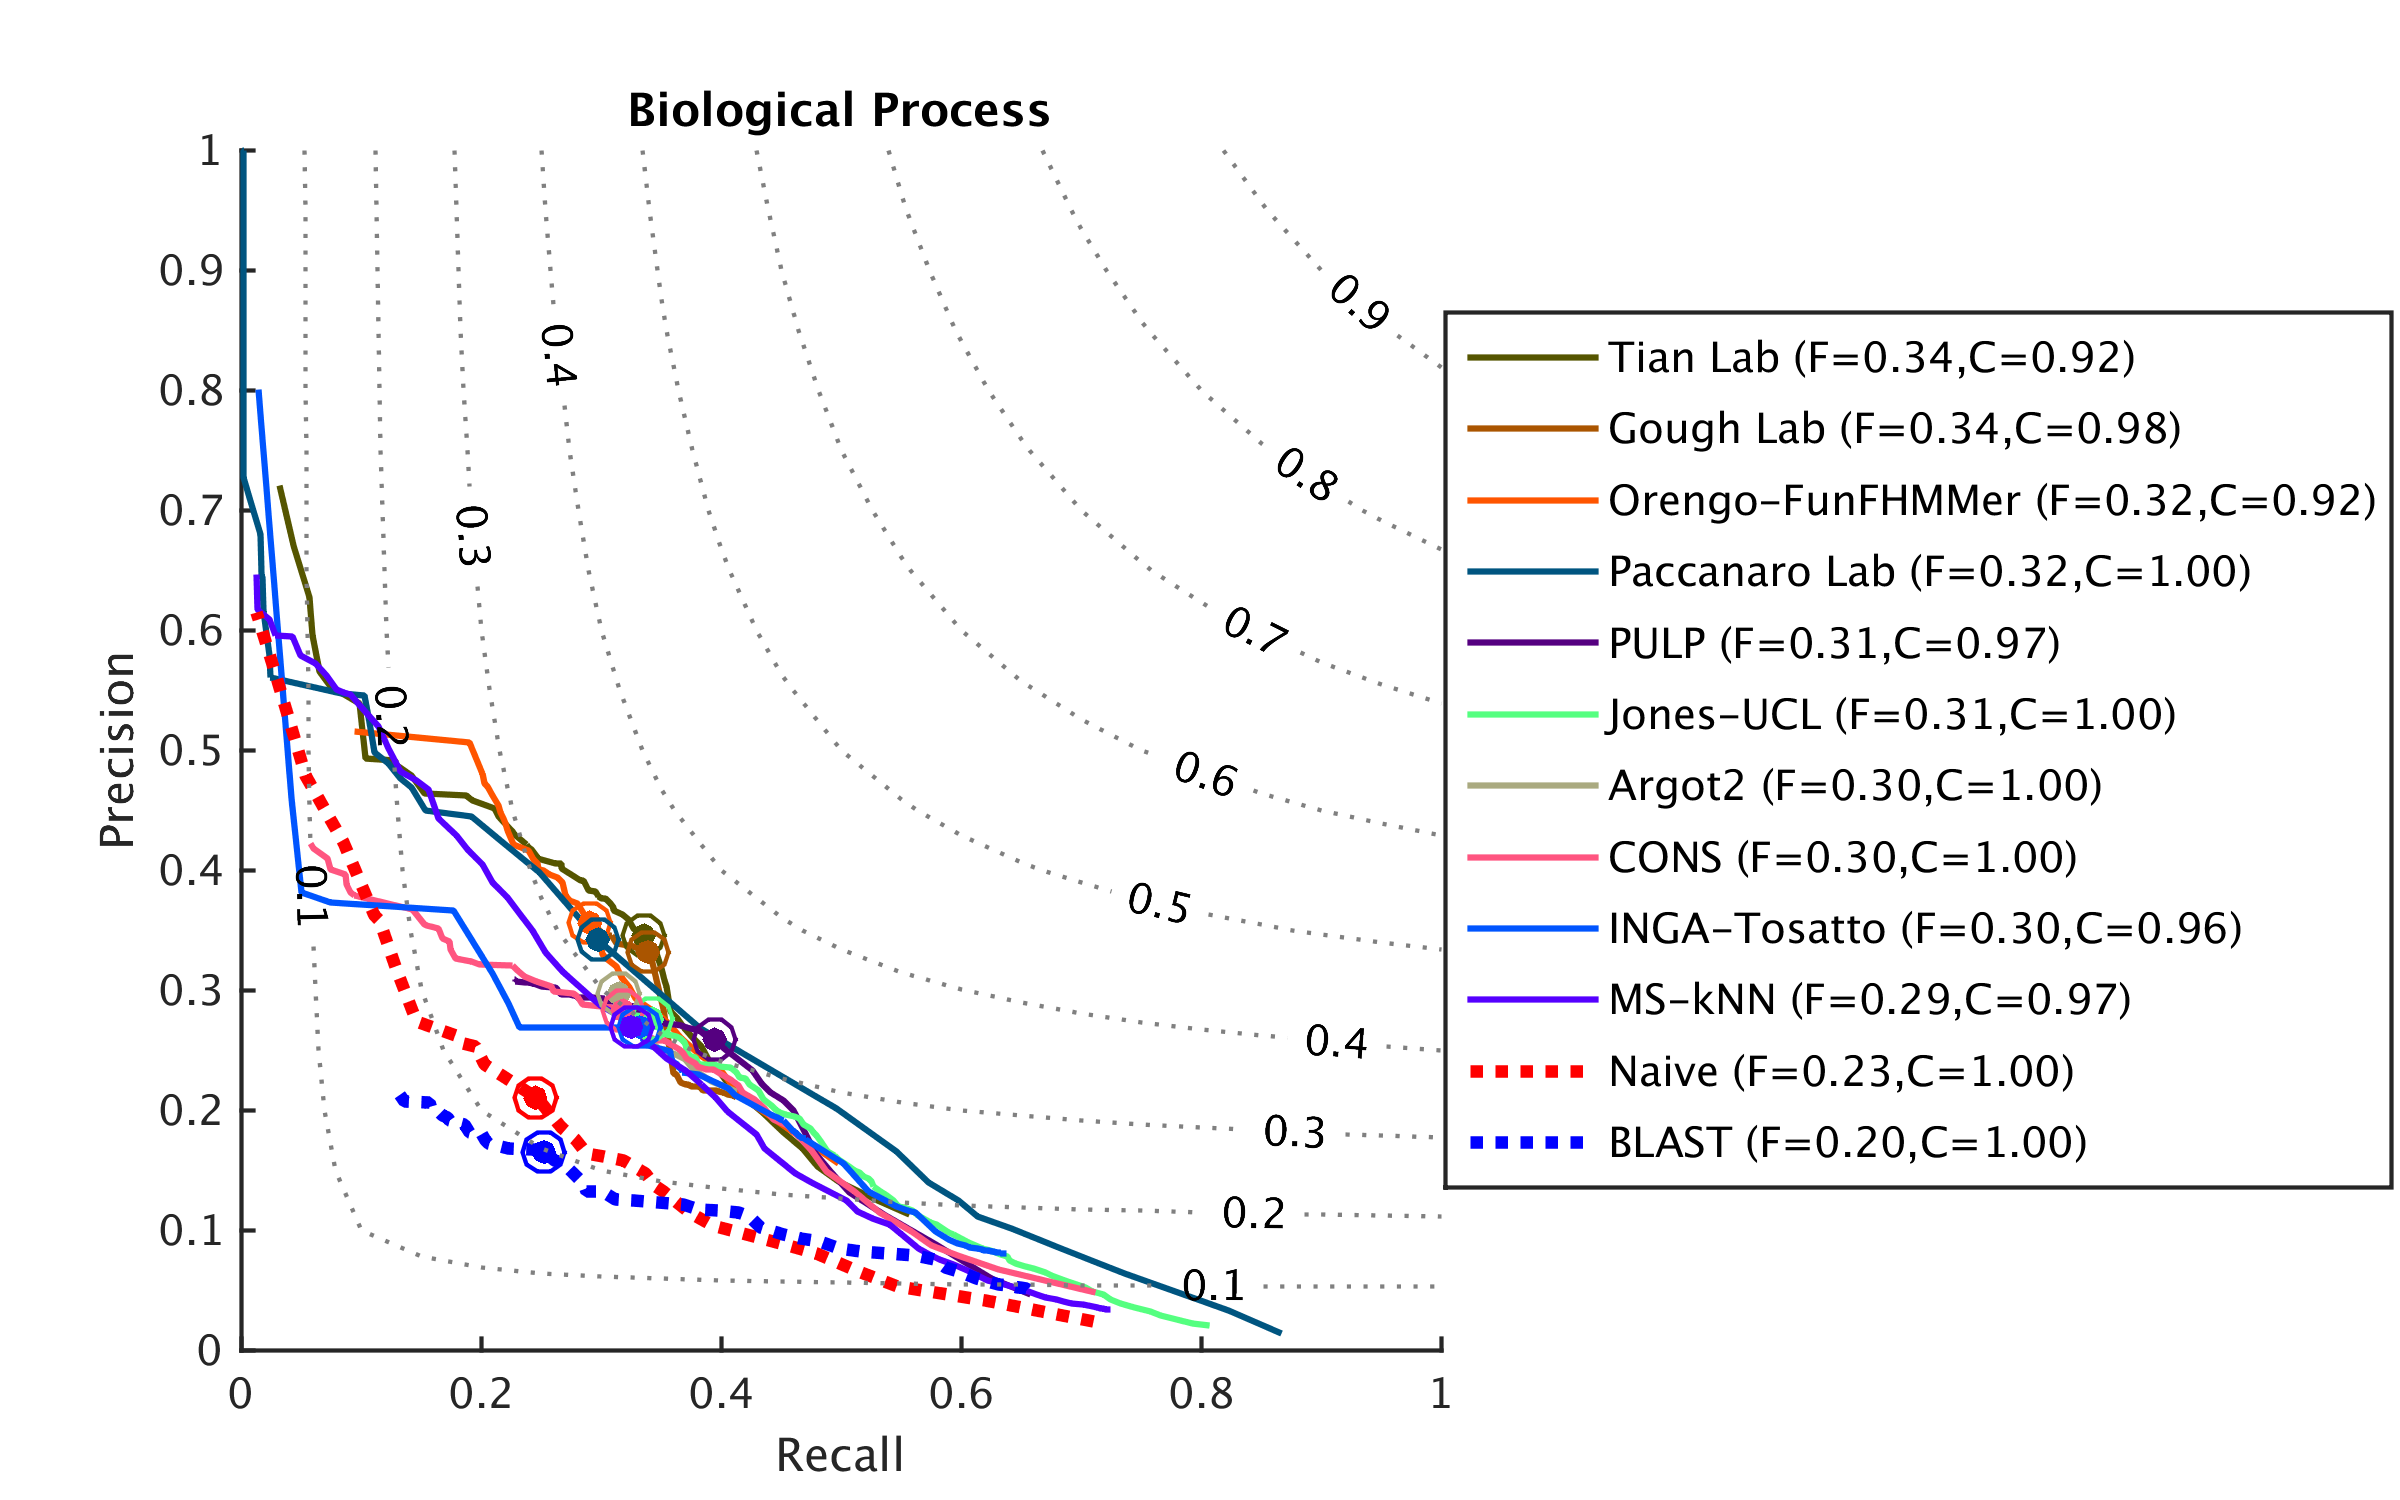 Biological Process
Precision
1
0.9
0.8
0.7
0.6
0.5
0.4
0.3
0.2
0.1
0
0
0.2
0.4
0.6
0.8
1
Recall
0.1
0.2
0.3
0.4
0.9
0.8
0.7
0.6
0.5
0.4
0.3
0.2
0.1
Tian Lab (F=0.34,C=0.92)
Gough Lab (F=0.34,C=0.98)
Orengo-FunFHMMer (F=0.32,C=0.92)
Paccanaro Lab (F=0.32,C=1.00)
PULP (F=0.31,C=0.97)
Jones-UCL (F=0.31,C=1.00)
Argot2 (F=0.30,C=1.00)
CONS (F=0.30,C=1.00)
INGA-Tosatto (F=0.30,C=0.96)
MS-kNN (F=0.29,C=0.97)
Naive (F=0.23,C=1.00)
BLAST (F=0.20,C=1.00)